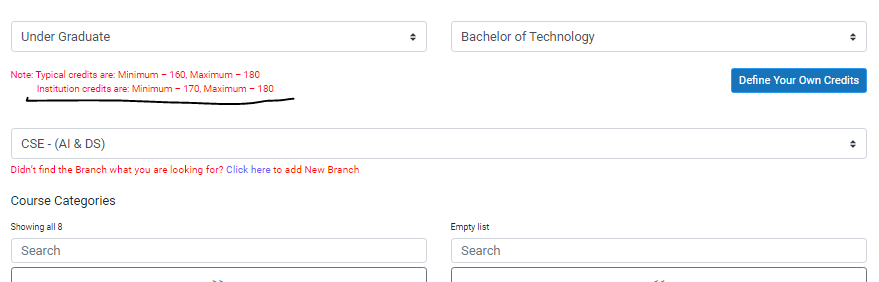 Under Graduate
Bachelor of Technology
Note: Typical credits are: Minimum – 160, Maximum – 180
Institution credits are: Minimum – 170, Maximum – 180
Define Your Own Credits
CSE - (AI & DS)
Didn't find the Branch what you are looking for? Click here to add New Branch
Course Categories
Showing all 8
Empty list
Search
Search